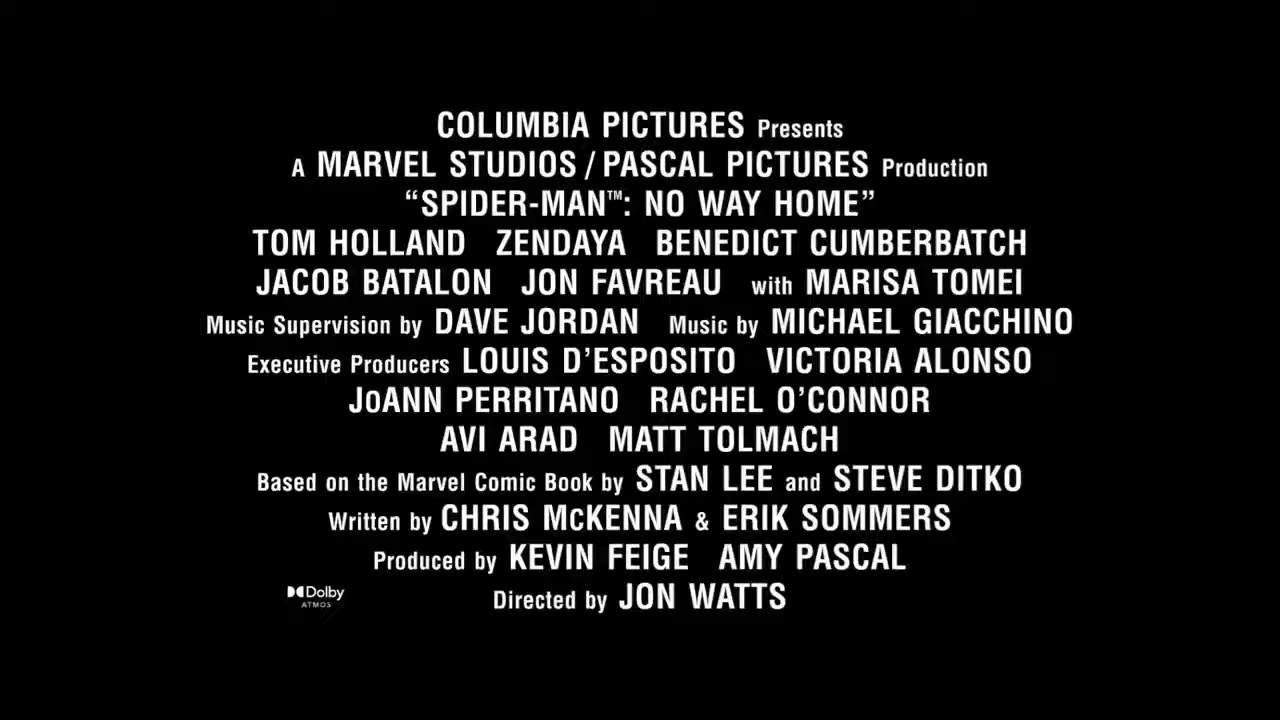 COLUMBIA PICTURES Presents
A MARVEL STUDIOS / PASCAL PICTURES Production
“SPIDER-MAN™: NO WAY HOME”
TOM HOLLAND ZENDAYA BENEDICT CUMBERBATCH
JACOB BATALON JON FAVREAU with MARISA TOMEI
Music Supervision by DAVE JORDAN Music by MICHAEL GIACCHINO
Executive Producers LOUIS D’ESPOSITO VICTORIA ALONSO
JoANN PERRITANO RACHEL O’CONNOR
AVI ARAD MATT TOLMACH
Based on the Marvel Comic Book by STAN LEE and STEVE DITKO
Written by CHRIS McKENNA & ERIK SOMMERS
Produced by KEVIN FEIGE AMY PASCAL
Directed by JON WATTS
Dolby
ATMOS